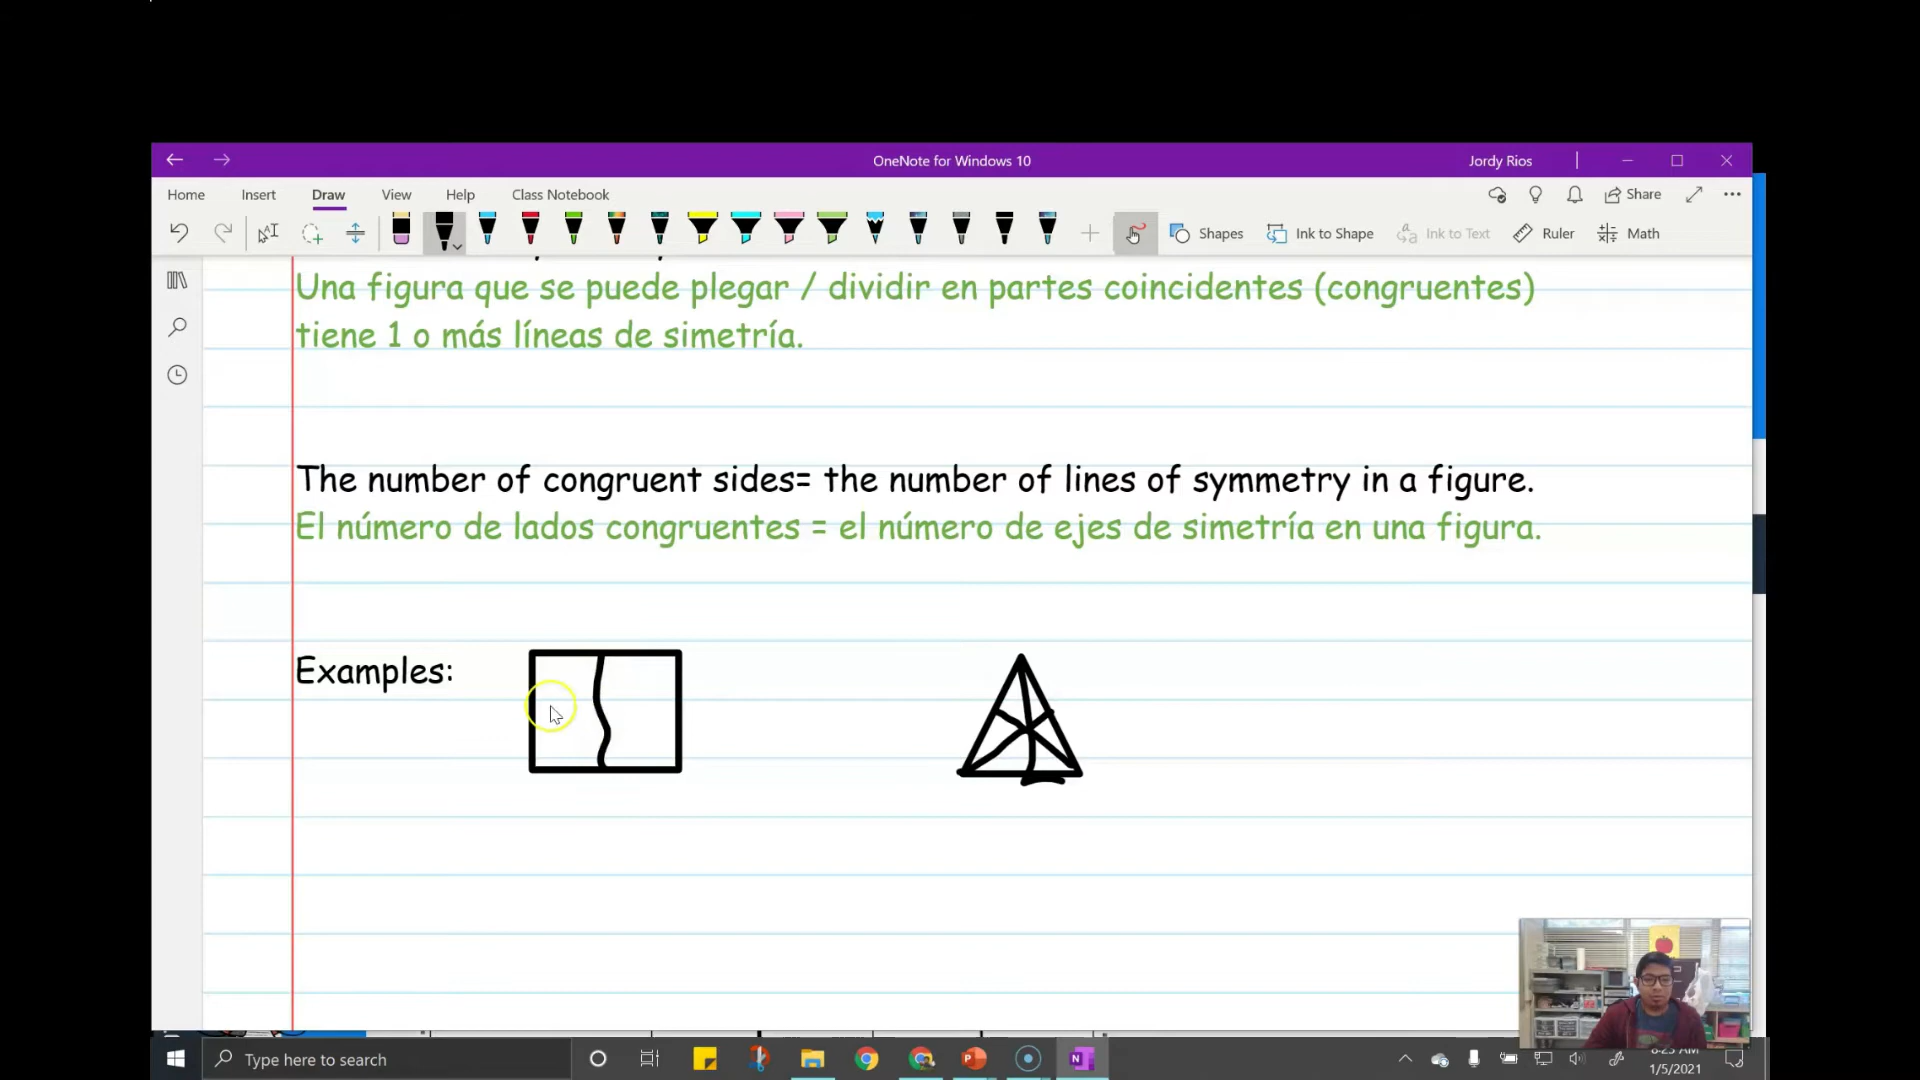 OneNote for Windows 10
Jordy Rios
Home Insert Draw View Help Class Notebook Share
Shapes Ink to Shape Ink to Text Ruler Math
Una figura que se puede plegar / dividir en partes coincidentes (congruentes)
tiene 1 o más líneas de simetría.
The number of congruent sides= the number of lines of symmetry in a figure.
El número de lados congruentes = el número de ejes de simetría en una figura.
Examples:
Type here to search
1/5/2021